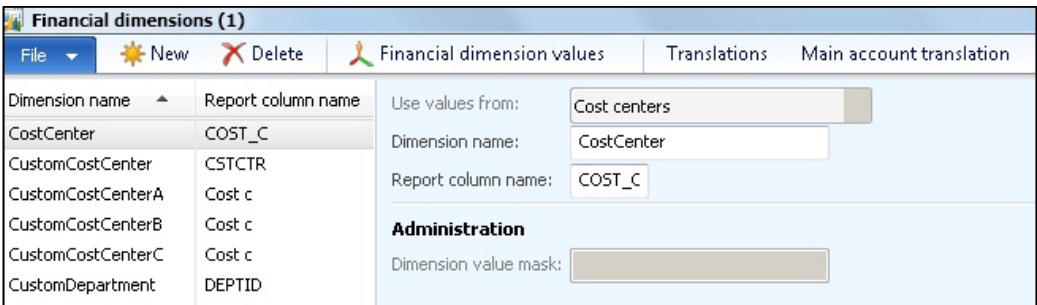 Financial dimensions (1)
File New Delete Financial dimension values Translations Main account translation
Dimension name Report column name
CostCenter COST_C
CustomCostCenter CSTCTR
CustomCostCenterA Cost c
CustomCostCenterB Cost c
CustomCostCenterC Cost c
CustomDepartment DEPTID
Use values from: Cost centers
Dimension name: CostCenter
Report column name: COST_C
Administration
Dimension value mask: